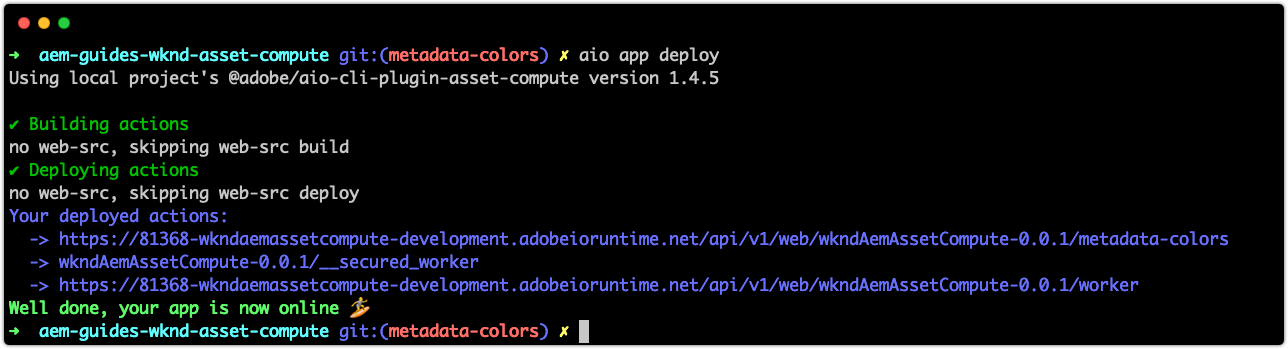 ➜  aem-guides-wknd-asset-compute git:(metadata-colors) ✗ aio app deploy
Using local project's @adobe/aio-cli-plugin-asset-compute version 1.4.5
✔ Building actions
no web-src, skipping web-src build
✔ Deploying actions
no web-src, skipping web-src deploy
Your deployed actions:
  -> https://81368-wkndaemassetcompute-development.adobeioruntime.net/api/v1/web/wkndAemAssetCompute-0.0.1/metadata-colors
  -> wkndAemAssetCompute-0.0.1/__secured_worker
  -> https://81368-wkndaemassetcompute-development.adobeioruntime.net/api/v1/web/wkndAemAssetCompute-0.0.1/worker
Well done, your app is now online 🏄
➜  aem-guides-wknd-asset-compute git:(metadata-colors) ✗